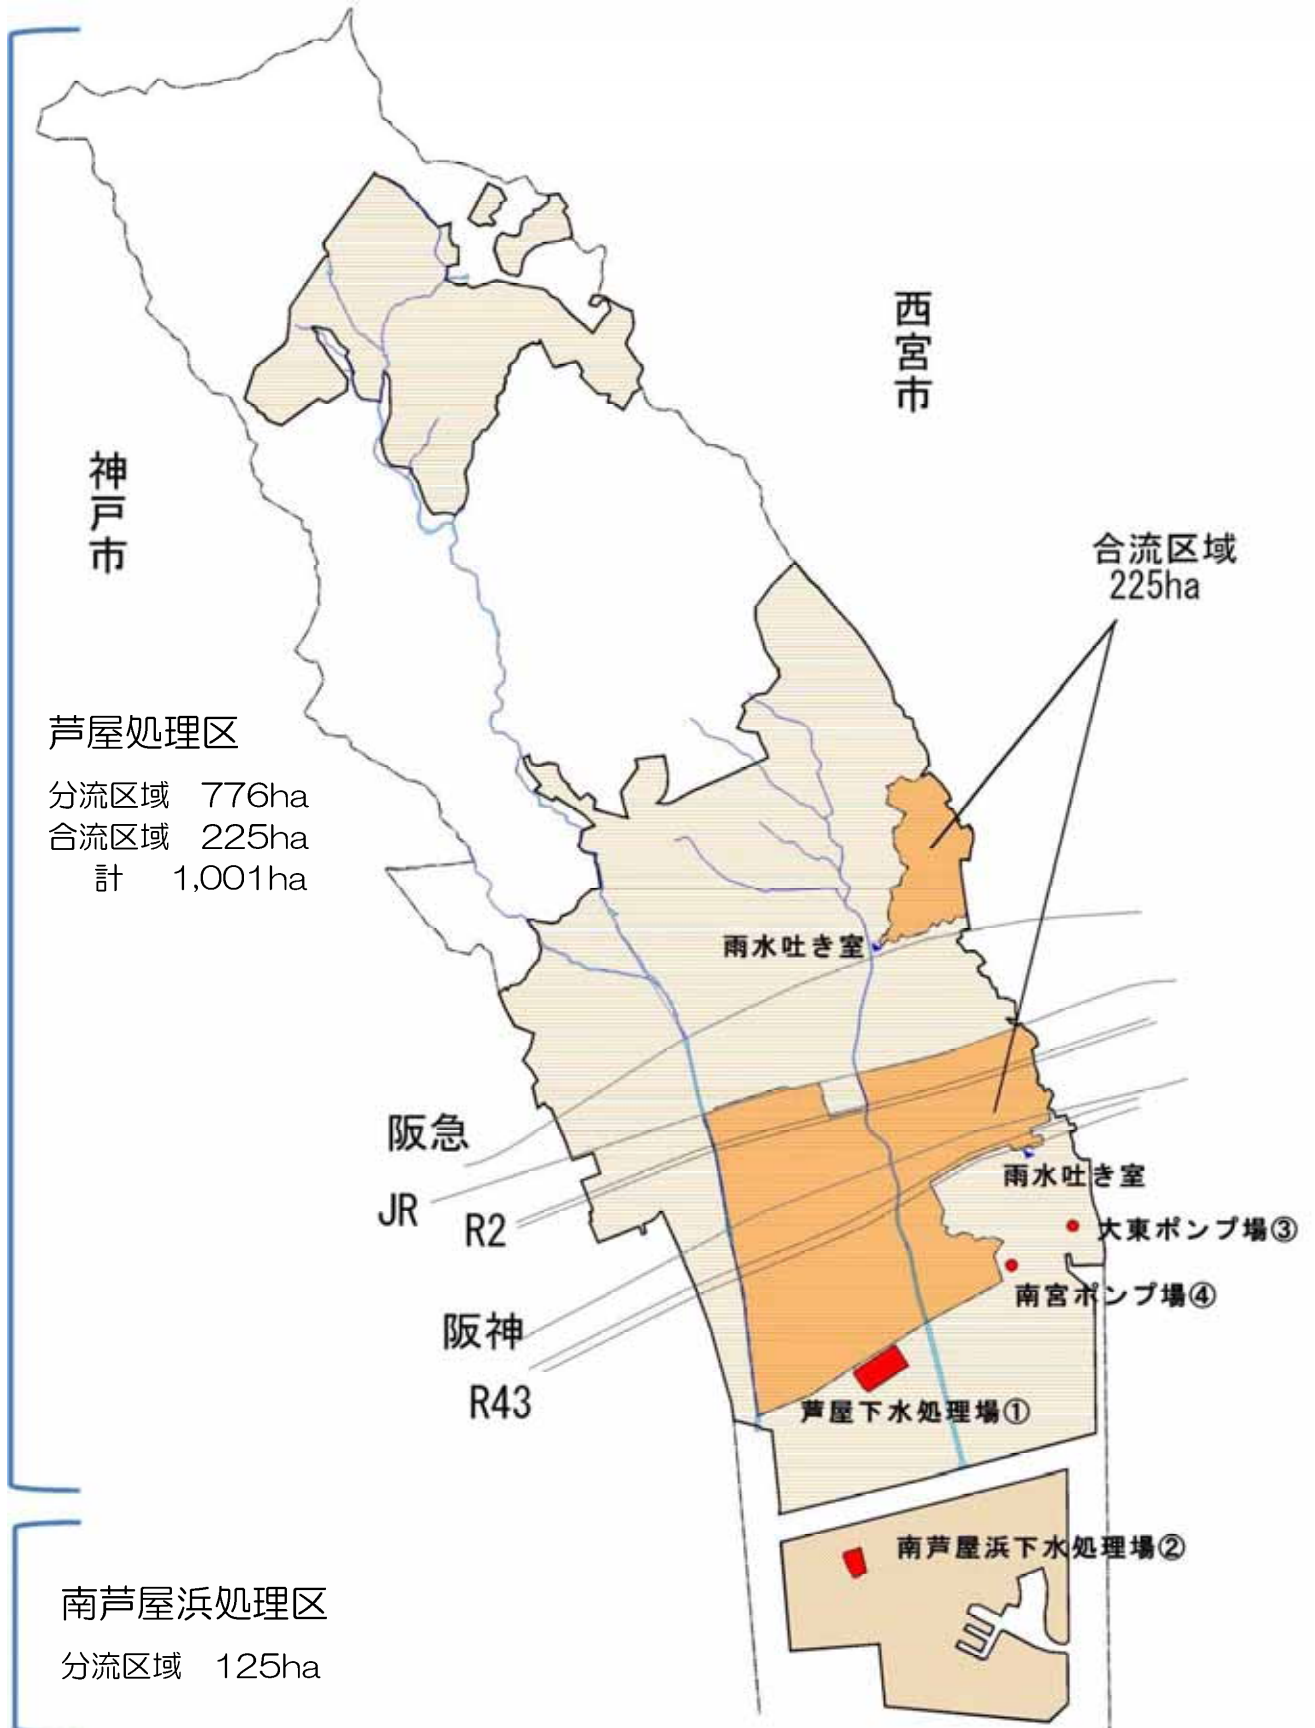 西宮市
神戸市
合流区域
225ha
芦屋処理区
分流区域 776ha
合流区域 225ha
計 1,001ha
雨水吐き室
阪急
JR
R2
雨水吐き室
大東ポンプ場③
南宮ポンプ場④
阪神
R43
芦屋下水処理場①
南芦屋浜下水処理場②
南芦屋浜処理区
分流区域 125ha